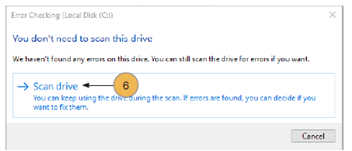 Error Checking (Local Disk (C:))
You don't need to scan this drive
We haven't found any errors on this drive. You can still scan the drive for errors if you want.
Scan drive
6
You can keep using the drive during the scan. If errors are found, you can decide if you
want to fix them.
Cancel